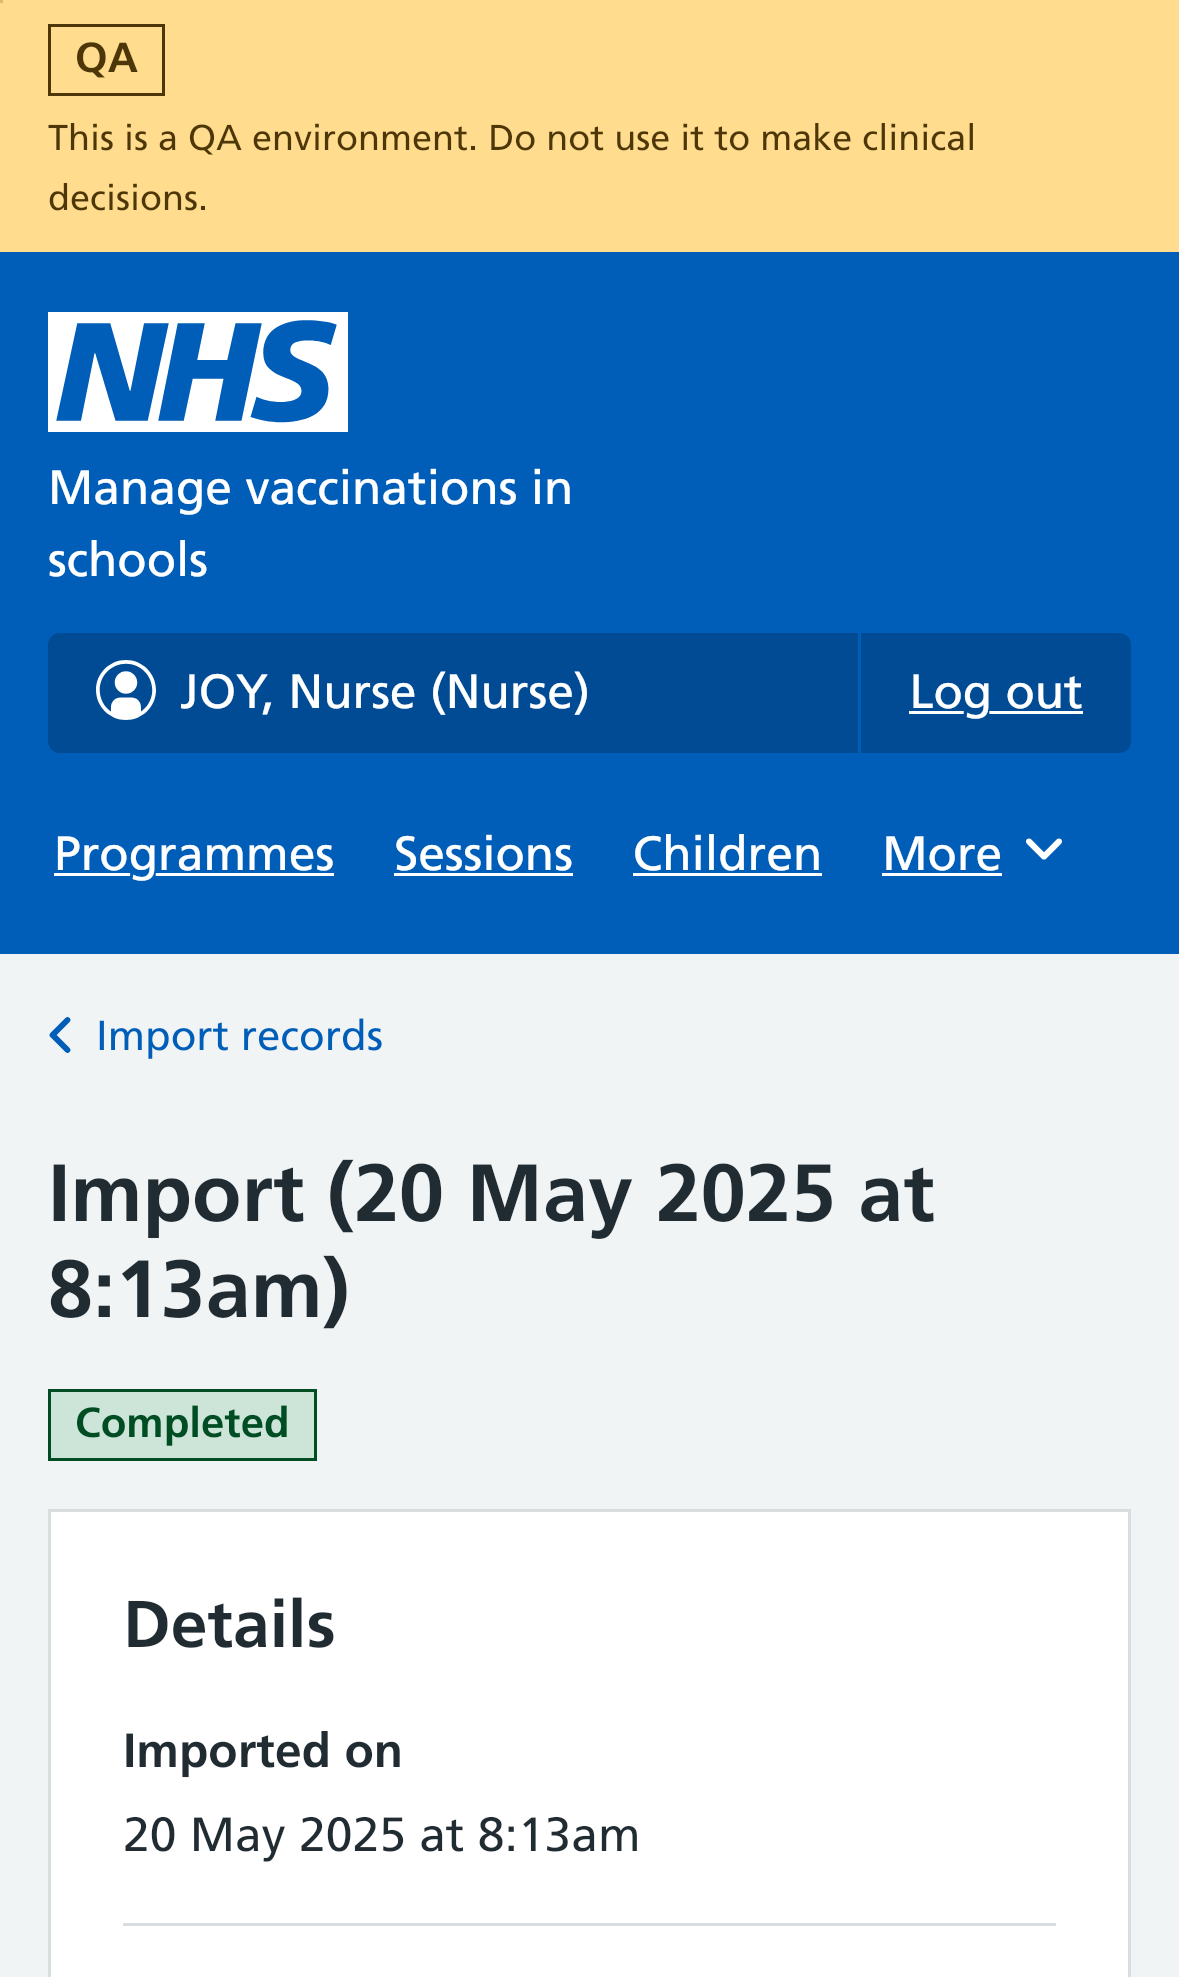 QA
This is a QA environment. Do not use it to make clinical
decisions.
NHS
Manage vaccinations in
schools
JOY, Nurse (Nurse)
Log out
Programmes
Sessions
Children
More
Import records
Import (20 May 2025 at
8:13am)
Completed
Details
Imported on
20 May 2025 at 8:13am